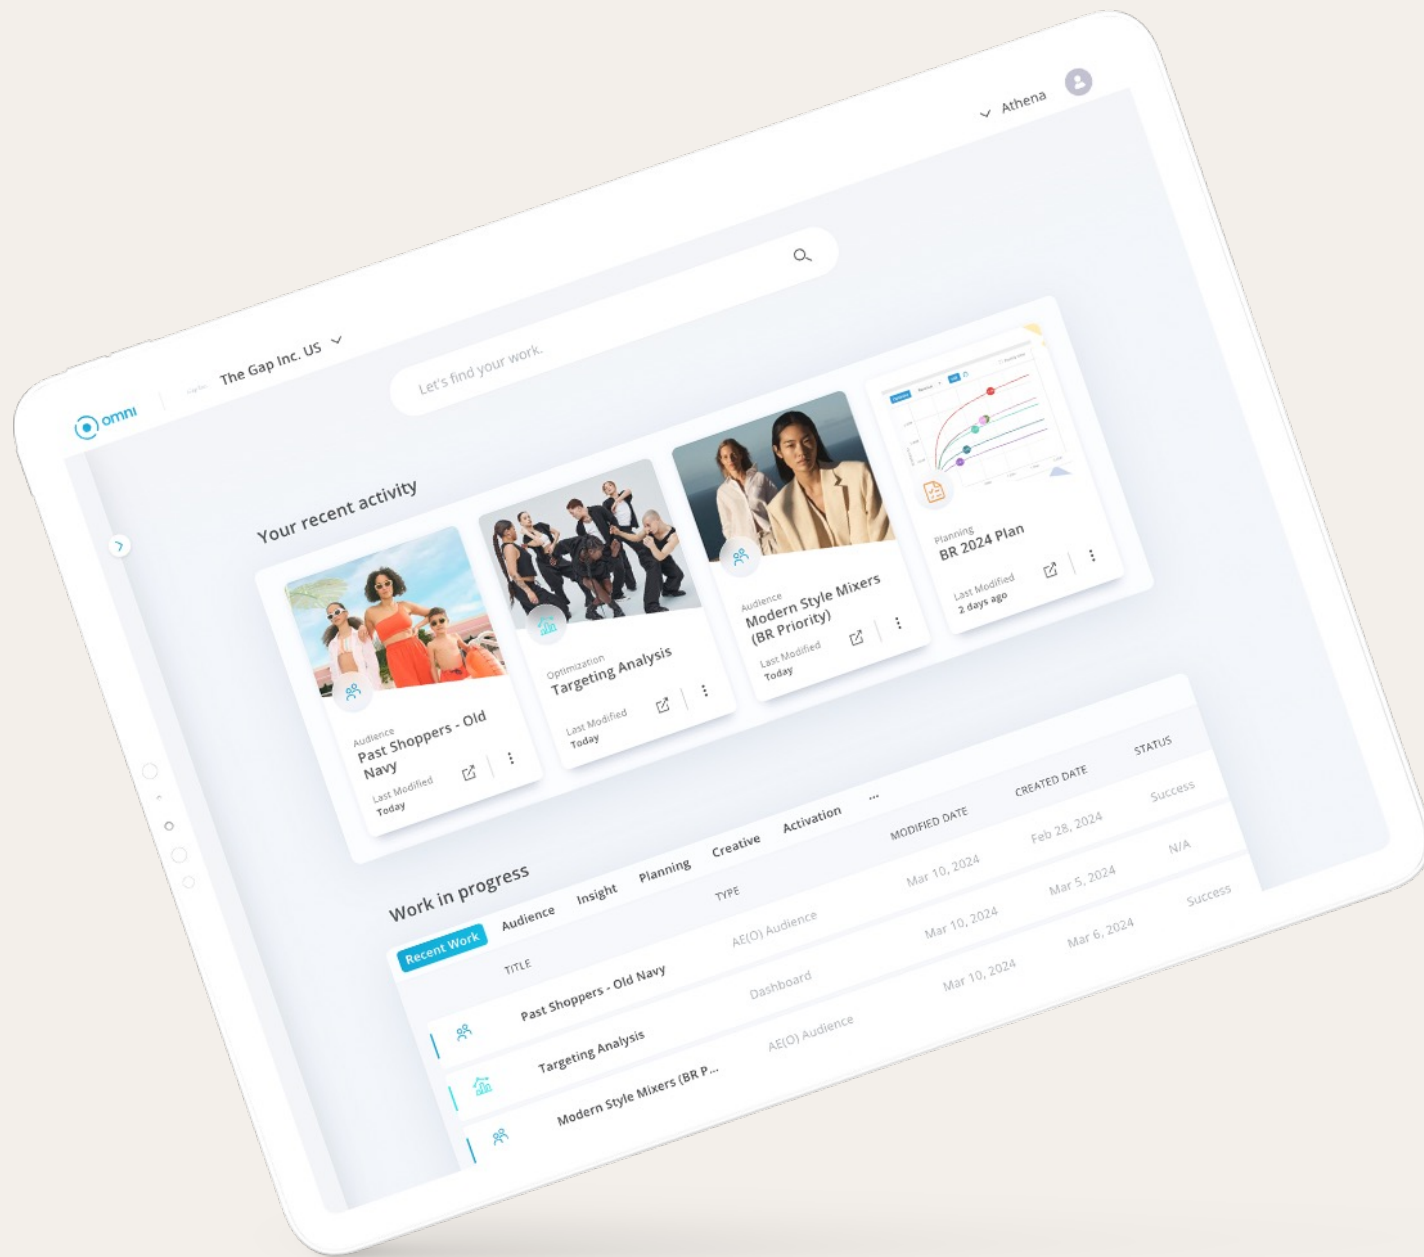 Athena
omni
The Gap Inc. US
Let's find your work.
Your recent activity
Audience
Past Shoppers - Old
Navy
Last Modified
Today
Optimization
Targeting Analysis
Last Modified
Today
Audience
Modern Style Mixers
(BR Priority)
Last Modified
Today
Planning
BR 2024 Plan
Last Modified
2 days ago
Work in progress
Recent Work Audience Insight Planning Creative Activation ...
TITLE TYPE MODIFIED DATE CREATED DATE STATUS
Past Shoppers - Old Navy AE(O) Audience Mar 10, 2024 Feb 28, 2024 Success
Targeting Analysis Dashboard Mar 10, 2024 Mar 5, 2024 N/A
Modern Style Mixers (BR P... AE(O) Audience Mar 10, 2024 Mar 6, 2024 Success